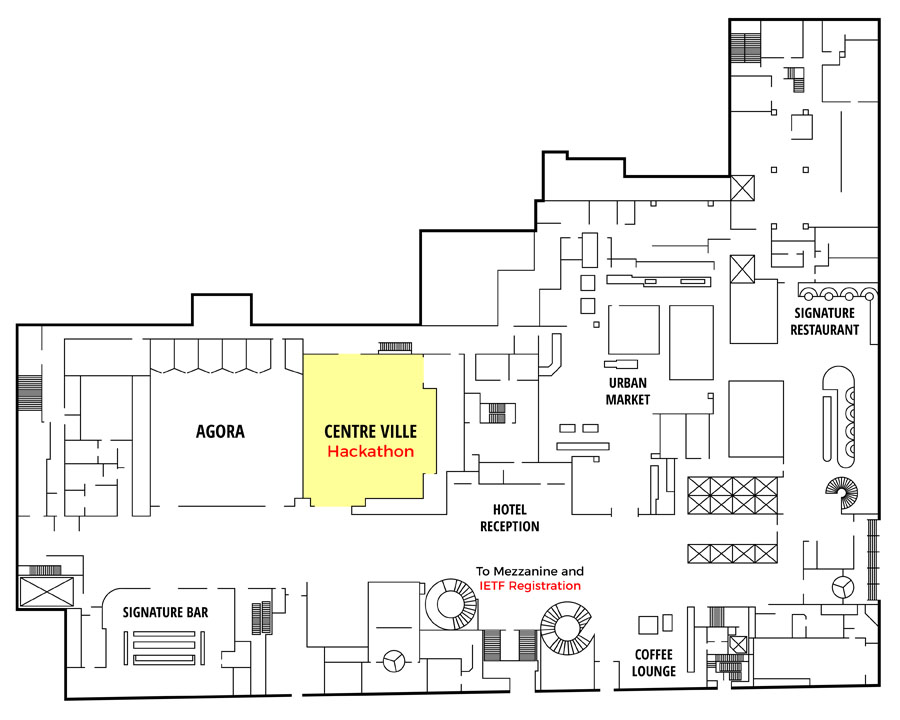 SIGNATURE
RESTAURANT
URBAN
MARKET
AGORA
CENTRE VILLE
Hackathon
HOTEL
RECEPTION
To Mezzanine and
IETF Registration
SIGNATURE BAR
COFFEE
LOUNGE